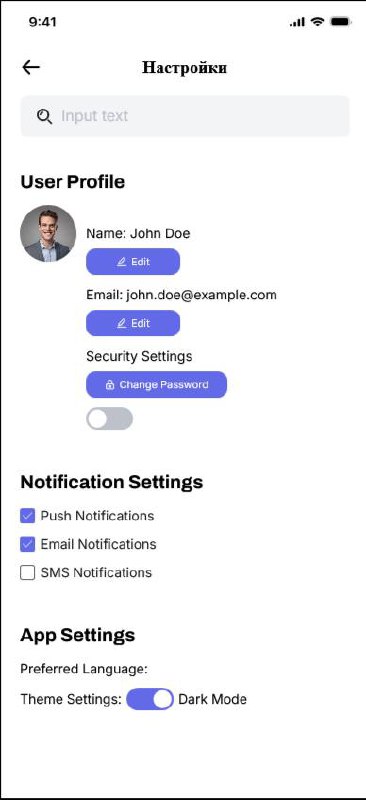 9:41
Настройки
Input text
User Profile
Name: John Doe
Edit
Email: john.doe@example.com
Edit
Security Settings
Change Password
Notification Settings
Push Notifications
Email Notifications
SMS Notifications
App Settings
Preferred Language:
Theme Settings: Dark Mode